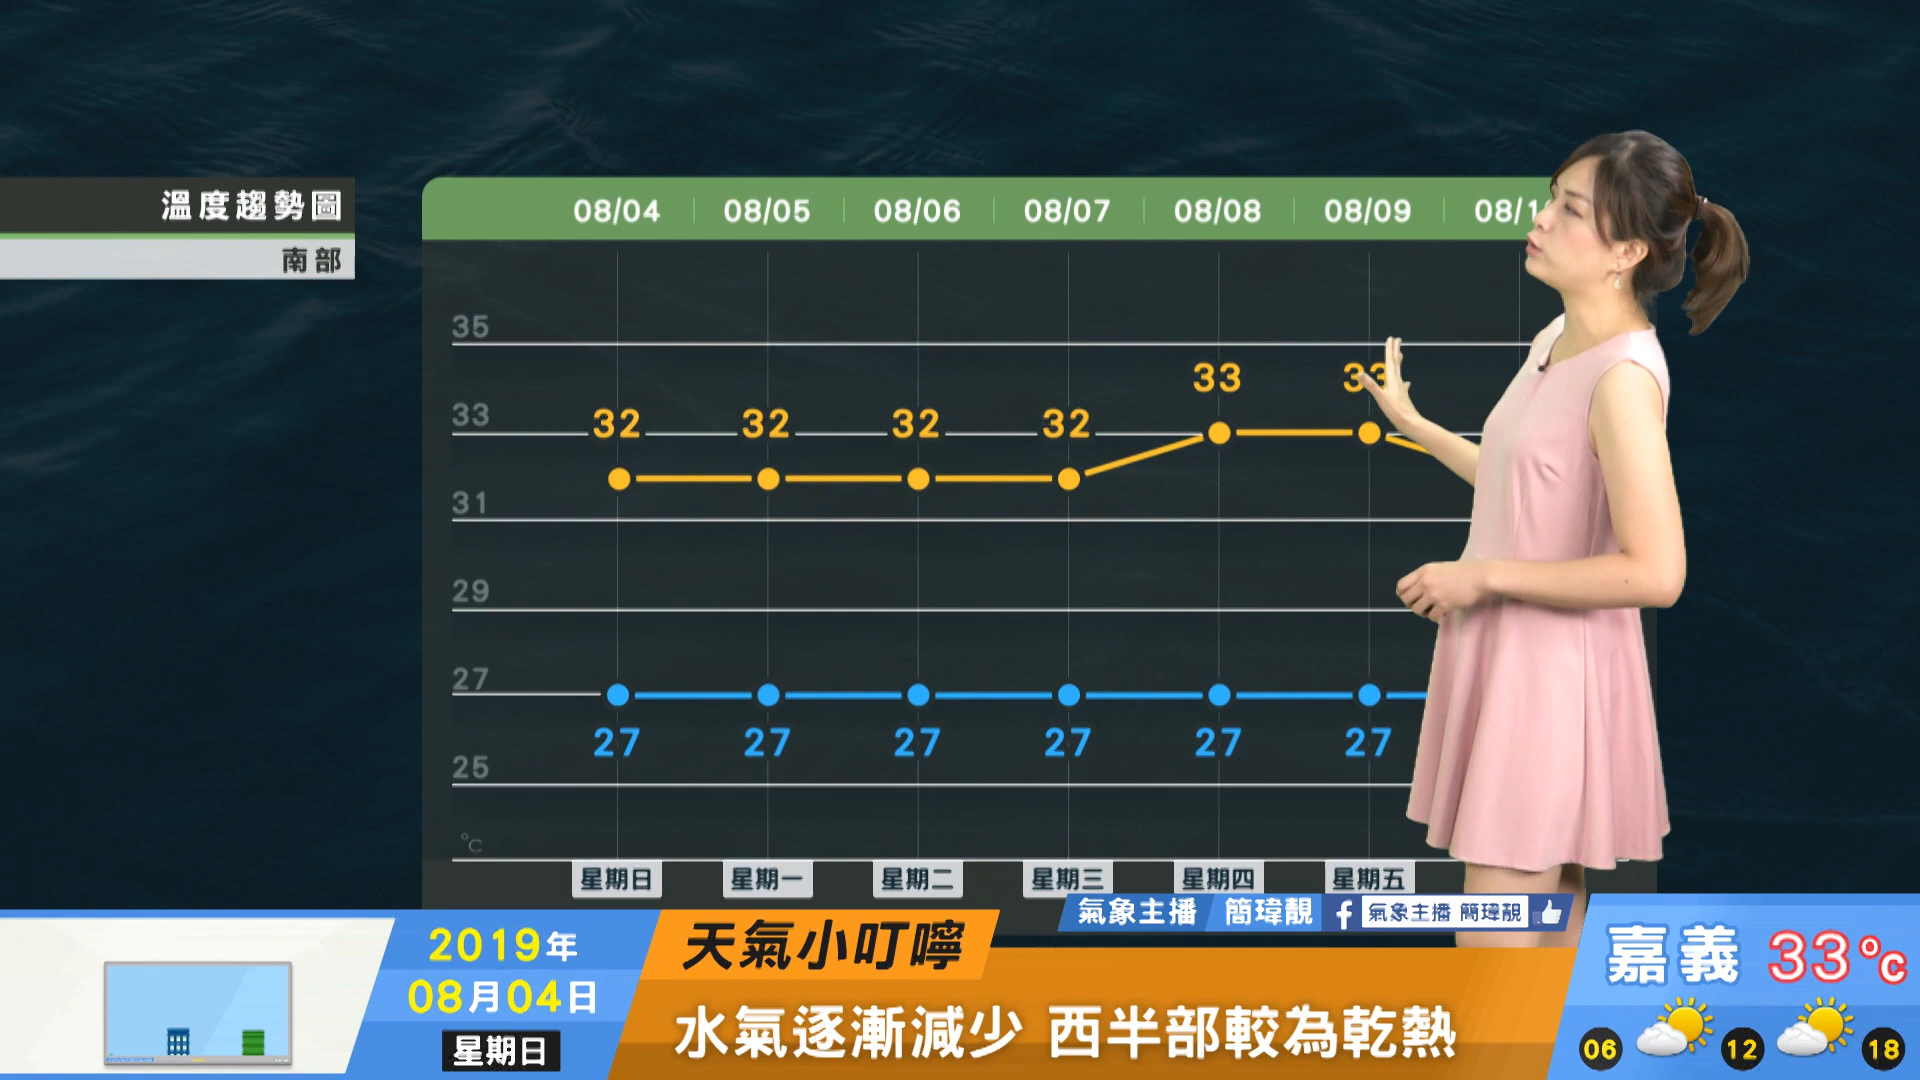 溫度趨勢圖
南部
08/04 08/05 08/06 08/07 08/08 08/09 08/1
35
33
31
29
27
25
°C
32 32 32 32 33 33
27 27 27 27 27 27
星期日 星期一 星期二 星期三 星期四 星期五
氣象主播 簡瑋靚 f 氣象主播 簡瑋靚
2019年
08月04日
星期日
天氣小叮嚀
水氣逐漸減少 西半部較為乾熱
嘉義 33°C
06 12 18